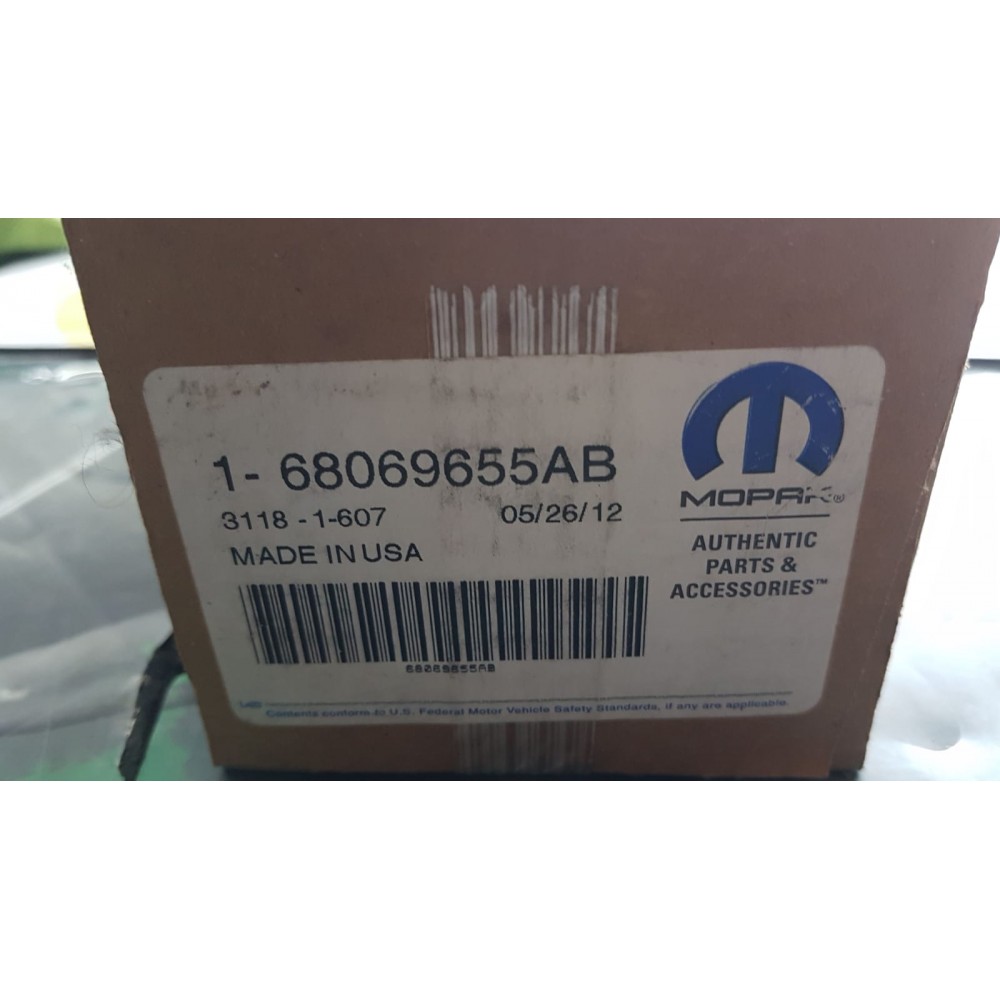 1- 68069655AB
3118 - 1-607 05/26/12
MADE IN USA
68069655AB
MOPAR®
AUTHENTIC
PARTS &
ACCESSORIES™
Contents conform to U.S. Federal Motor Vehicle Safety Standards, if any are applicable.